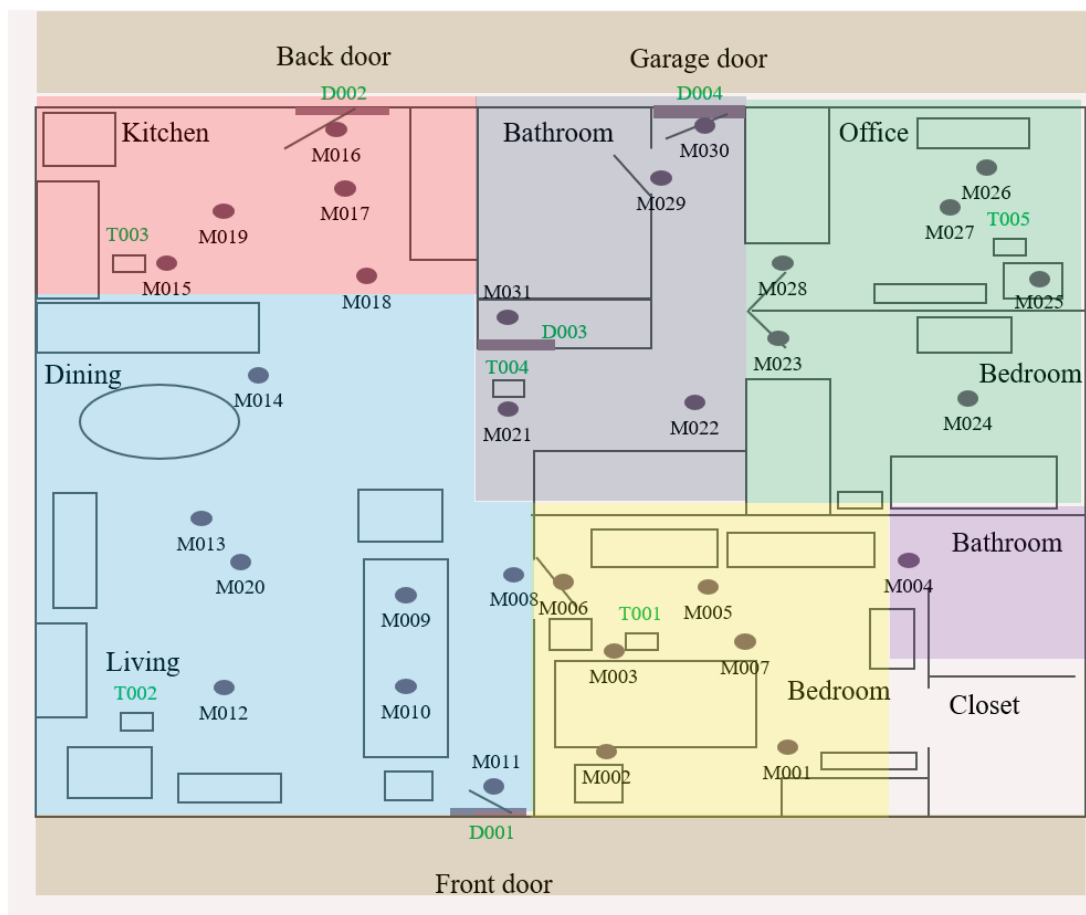 Back door
Garage door
D002
D004
Kitchen
Bathroom
Office
M016
M030
M026
M017
M029
M027
T005
M019
T003
M015
M018
M028
M025
M031
D003
M023
T004
Dining
Bedroom
M014
M021
M022
M024
M013
Bathroom
M020
M008
M006
M005
M004
M009
T001
M003
M007
Living
T002
M012
M010
Bedroom
Closet
M011
M002
M001
D001
Front door